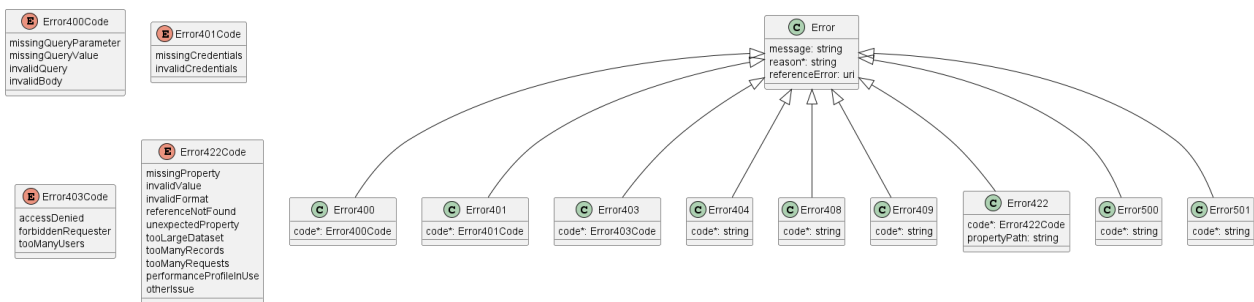 E Error400Code
missingQueryParameter
missingQueryValue
invalidQuery
invalidBody
E Error401Code
missingCredentials
invalidCredentials
C Error
message: string
reason*: string
referenceError: uri
E Error403Code
accessDenied
forbiddenRequester
tooManyUsers
E Error422Code
missingProperty
invalidValue
invalidFormat
referenceNotFound
unexpectedProperty
tooLargeDataset
tooManyRecords
tooManyRequests
performanceProfileInUse
otherIssue
C Error400
code*: Error400Code
C Error401
code*: Error401Code
C Error403
code*: Error403Code
C Error404
code*: string
C Error408
code*: string
C Error409
code*: string
C Error422
code*: Error422Code
propertyPath: string
C Error500
code*: string
C Error501
code*: string